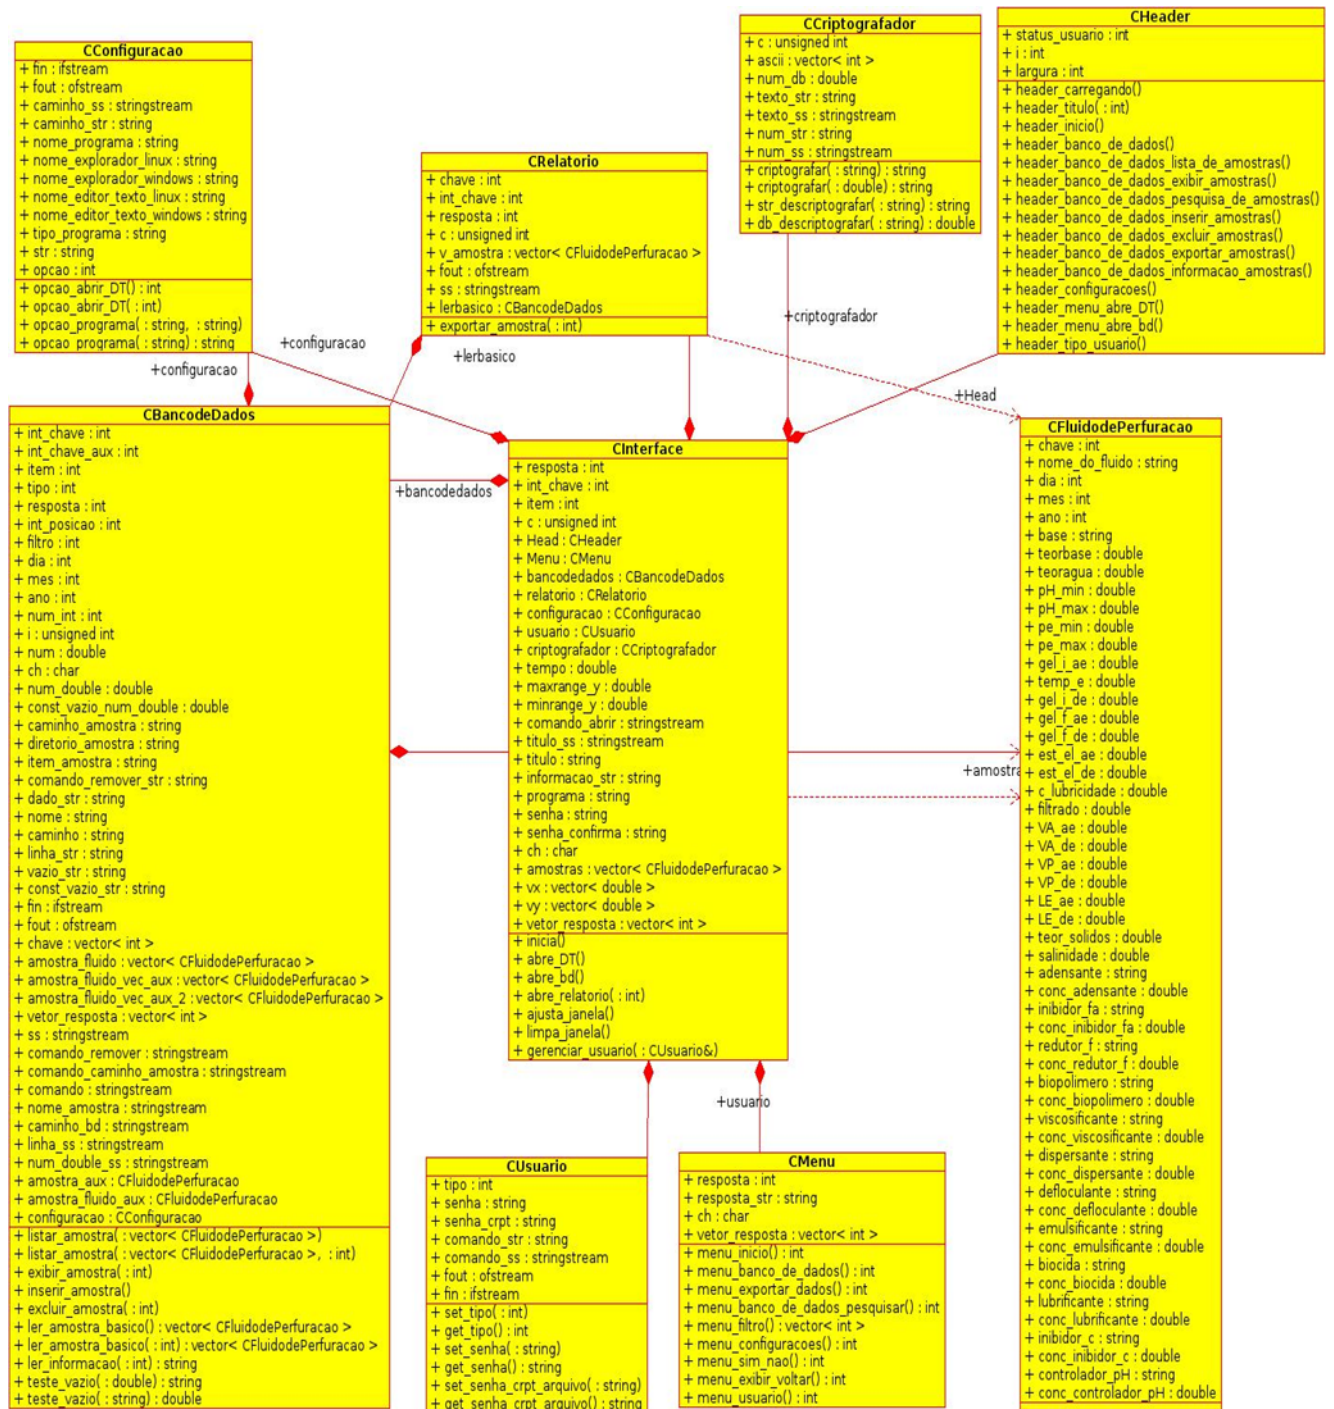 CConfiguracao
+ fin : ifstream
+ fout : ofstream
+ caminho_ss : stringstream
+ caminho_str : string
+ nome_programa : string
+ nome_explorador_linux : string
+ nome_explorador_windows : string
+ nome_editor_texto_linux : string
+ nome_editor_texto_windows : string
+ tipo_programa : string
+ str : string
+ opcao : int
+ opcao_abrir_DT() : int
+ opcao_abrir_DT( : int)
+ opcao_programa( : string, : string)
+ opcao_programa( : string) : string
CRelatorio
+ chave : int
+ int_chave : int
+ resposta : int
+ c : unsigned int
+ v_amostra : vector< CFluidodePerfuracao >
+ fout : ofstream
+ ss : stringstream
+ lerbasico : CBancodeDados
+ exportar_amostra( : int)
CCriptografador
+ c : unsigned int
+ ascii : vector< int >
+ num_db : double
+ texto_str : string
+ texto_ss : stringstream
+ num_str : string
+ num_ss : stringstream
+ criptografar( : string) : string
+ criptografar( : double) : string
+ str_descriptografar( : string) : string
+ db_descriptografar( : string) : double
CHeader
+ status_usuario : int
+ i : int
+ largura : int
+ header_carregando()
+ header_titulo( : int)
+ header_inicio()
+ header_banco_de_dados()
+ header_banco_de_dados_lista_de_amostras()
+ header_banco_de_dados_exibir_amostras()
+ header_banco_de_dados_pesquisa_de_amostras()
+ header_banco_de_dados_inserir_amostras()
+ header_banco_de_dados_excluir_amostras()
+ header_banco_de_dados_exportar_amostras()
+ header_banco_de_dados_informacao_amostras()
+ header_configuracoes()
+ header_menu_abre_DT()
+ header_menu_abre_bd()
+ header_tipo_usuario()
+configuracao
+configuracao
+lerbasico
+criptografador
+Head
+bancodedados
+amostra
+usuario
CBancodeDados
+ int_chave : int
+ int_chave_aux : int
+ item : int
+ tipo : int
+ resposta : int
+ int_posicao : int
+ filtro : int
+ dia : int
+ mes : int
+ ano : int
+ num_int : int
+ i : unsigned int
+ num : double
+ ch : char
+ num_double : double
+ const_vazio_num_double : double
+ caminho_amostra : string
+ diretorio_amostra : string
+ item_amostra : string
+ comando_remover_str : string
+ dado_str : string
+ nome : string
+ caminho : string
+ linha_str : string
+ vazio_str : string
+ const_vazio_str : string
+ fin : ifstream
+ fout : ofstream
+ chave : vector< int >
+ amostra_fluido : vector< CFluidodePerfuracao >
+ amostra_fluido_vec_aux : vector< CFluidodePerfuracao >
+ amostra_fluido_vec_aux_2 : vector< CFluidodePerfuracao >
+ vetor_resposta : vector< int >
+ ss : stringstream
+ comando_remover : stringstream
+ comando_caminho_amostra : stringstream
+ comando : stringstream
+ nome_amostra : stringstream
+ caminho_bd : stringstream
+ linha_ss : stringstream
+ num_double_ss : stringstream
+ amostra_aux : CFluidodePerfuracao
+ amostra_fluido_aux : CFluidodePerfuracao
+ configuracao : CConfiguracao
+ listar_amostra( : vector< CFluidodePerfuracao >)
+ listar_amostra( : vector< CFluidodePerfuracao >, : int)
+ exibir_amostra( : int)
+ inserir_amostra()
+ excluir_amostra( : int)
+ ler_amostra_basico() : vector< CFluidodePerfuracao >
+ ler_amostra_basico( : int) : vector< CFluidodePerfuracao >
+ ler_informacao( : int) : string
+ teste_vazio( : double) : string
+ teste_vazio( : string) : double
CInterface
+ resposta : int
+ int_chave : int
+ item : int
+ c : unsigned int
+ Head : CHeader
+ Menu : CMenu
+ bancodedados : CBancodeDados
+ relatorio : CRelatorio
+ configuracao : CConfiguracao
+ usuario : CUsuario
+ criptografador : CCriptografador
+ tempo : double
+ maxrange_y : double
+ minrange_y : double
+ comando_abrir : stringstream
+ titulo_ss : stringstream
+ titulo : string
+ informacao_str : string
+ programa : string
+ senha : string
+ senha_confirma : string
+ ch : char
+ amostras : vector< CFluidodePerfuracao >
+ vx : vector< double >
+ vy : vector< double >
+ vetor_resposta : vector< int >
+ inicia()
+ abre_DT()
+ abre_bd()
+ abre_relatorio( : int)
+ ajusta_janela()
+ limpa_janela()
+ gerenciar_usuario( : CUsuario&)
CUsuario
+ tipo : int
+ senha : string
+ senha_crpt : string
+ comando_str : string
+ comando_ss : stringstream
+ fout : ofstream
+ fin : ifstream
+ set_tipo( : int)
+ get_tipo() : int
+ set_senha( : string)
+ get_senha() : string
+ set_senha_crpt_arquivo( : string)
+ get_senha_crpt_arquivo() : string
CMenu
+ resposta : int
+ resposta_str : string
+ ch : char
+ vetor_resposta : vector< int >
+ menu_inicio() : int
+ menu_banco_de_dados() : int
+ menu_exportar_dados() : int
+ menu_banco_de_dados_pesquisar() : int
+ menu_filtro() : vector< int >
+ menu_configuracoes() : int
+ menu_sim_nao() : int
+ menu_exibir_voltar() : int
+ menu_usuario() : int
CFluidodePerfuracao
+ chave : int
+ nome_do_fluido : string
+ dia : int
+ mes : int
+ ano : int
+ base : string
+ teorbase : double
+ teoragua : double
+ pH_min : double
+ pH_max : double
+ pe_min : double
+ pe_max : double
+ gel_i_ae : double
+ temp_e : double
+ gel_i_de : double
+ gel_f_ae : double
+ gel_f_de : double
+ est_el_ae : double
+ est_el_de : double
+ c_lubricidade : double
+ filtrado : double
+ VA_ae : double
+ VA_de : double
+ VP_ae : double
+ VP_de : double
+ LE_ae : double
+ LE_de : double
+ teor_solidos : double
+ salinidade : double
+ adensante : string
+ conc_adensante : double
+ inibidor_fa : string
+ conc_inibidor_fa : double
+ redutor_f : string
+ conc_redutor_f : double
+ biopolimero : string
+ conc_biopolimero : double
+ viscosificante : string
+ conc_viscosificante : double
+ dispersante : string
+ conc_dispersante : double
+ defloculante : string
+ conc_defloculante : double
+ emulsificante : string
+ conc_emulsificante : double
+ biocida : string
+ conc_biocida : double
+ lubrificante : string
+ conc_lubrificante : double
+ inibidor_c : string
+ conc_inibidor_c : double
+ controlador_pH : string
+ conc_controlador_pH : double